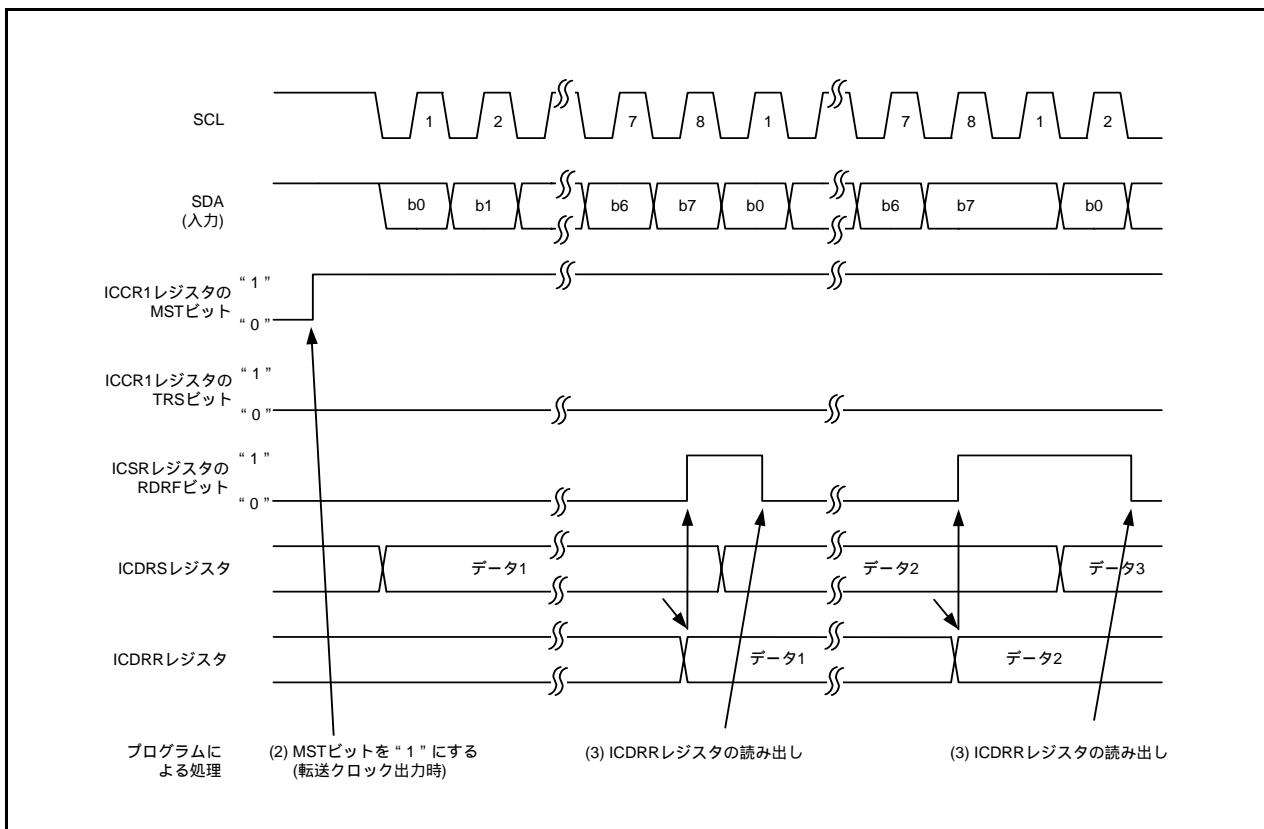 SCL
1 2 7 8 1 7 8 1 2
SDA
(入力)
b0 b1 b6 b7 b0 b6 b7 b0
ICCR1レジスタの
MSTビット
“ 1 ”
“ 0 ”
ICCR1レジスタの
TRSビット
“ 1 ”
“ 0 ”
ICSRレジスタの
RDRFビット
“ 1 ”
“ 0 ”
ICDRSレジスタ
データ1 データ2 データ3
ICDRRレジスタ
データ1 データ2
プログラムに
よる処理
(2) MSTビットを “ 1 ” にする
(転送クロック出力時)
(3) ICDRRレジスタの読み出し
(3) ICDRRレジスタの読み出し